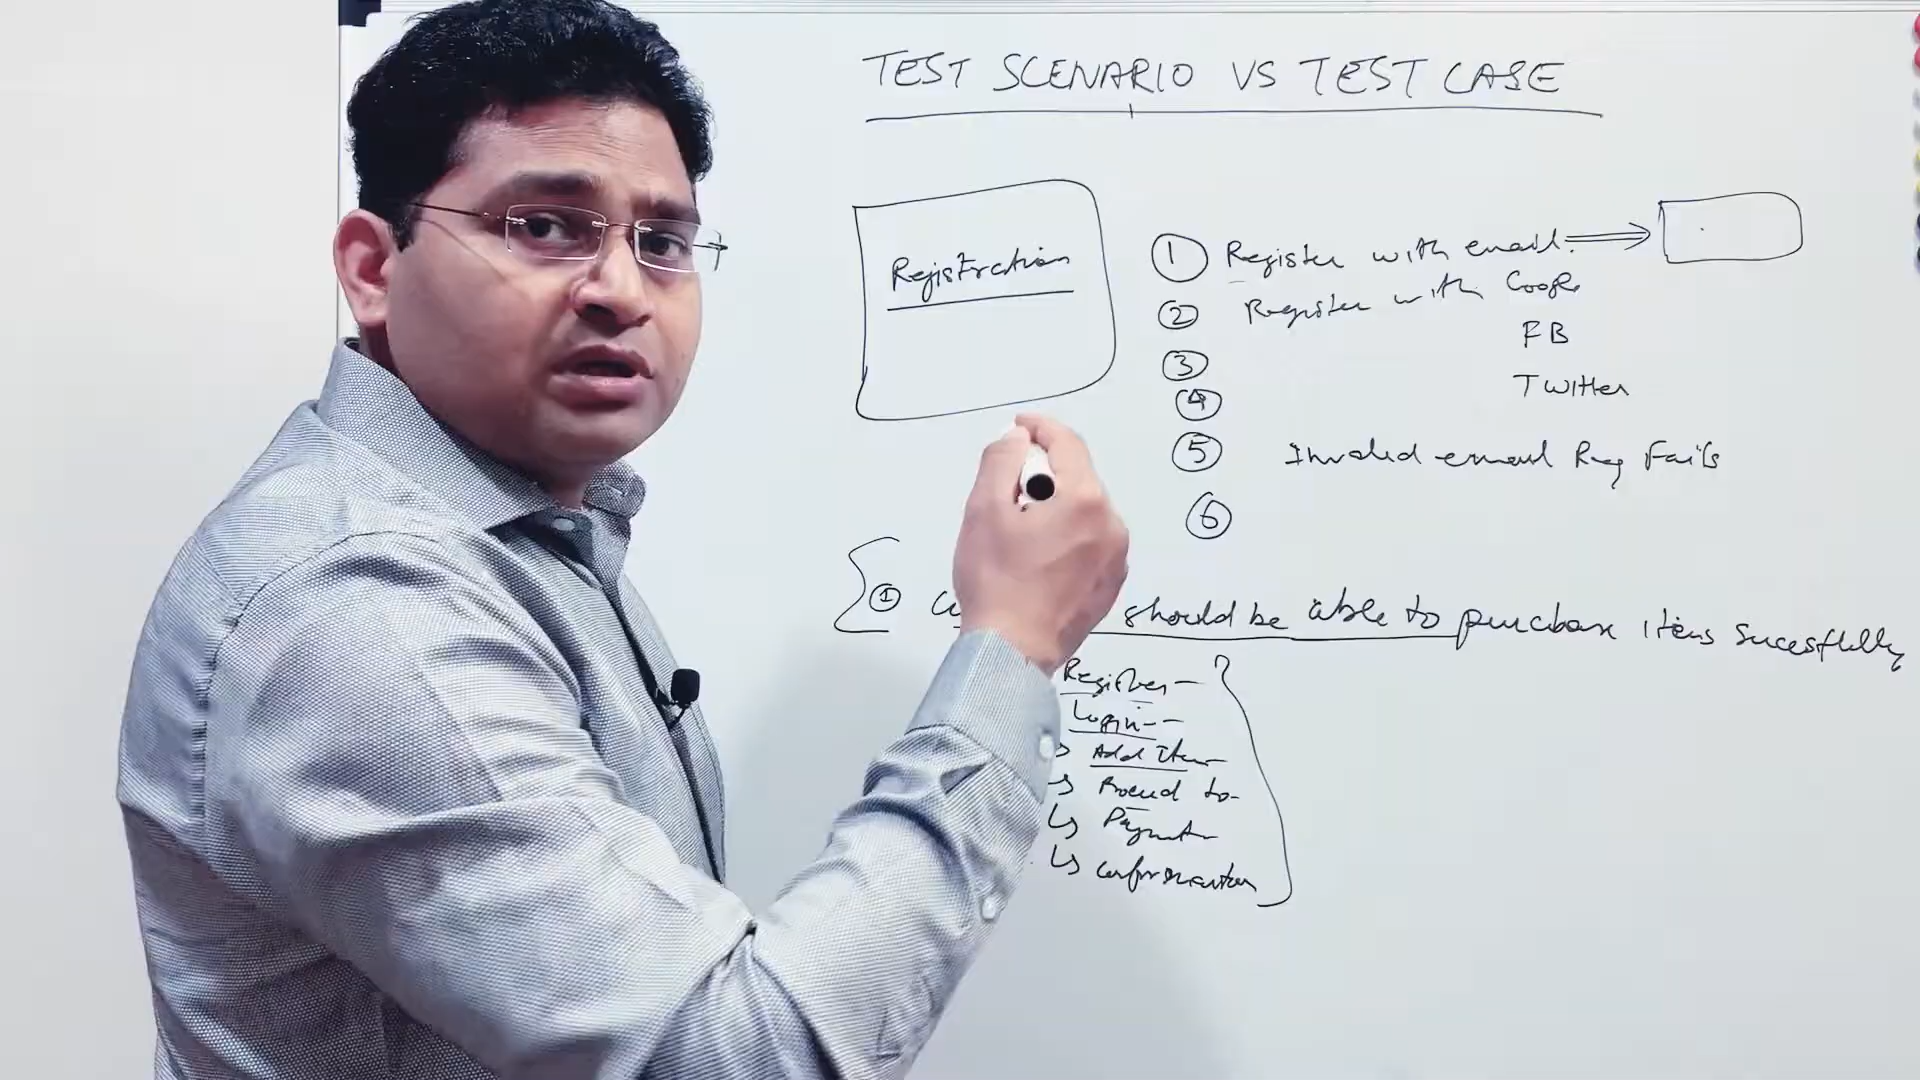 TEST SCENARIO VS TEST CASE
Registration
① Register with email.
② Register with Google
③ FB
④ Twitter
⑤ Invalid email Reg Fails
⑥
① should be able to purchase items Sucessfully
Register
Login
Add Item
Proceed to
Payment
confirmation